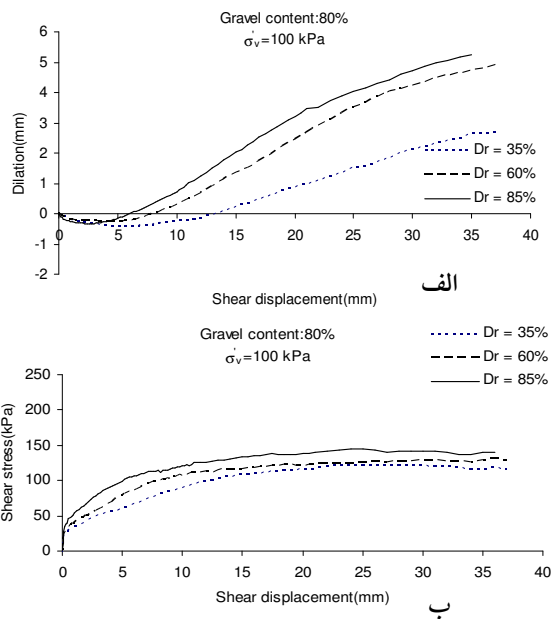 Gravel content:80%
σ'v=100 kPa
6
5
4
3
2
1
0
-1
-2
Dilation(mm)
0 5 10 15 20 25 30 35 40
Dr = 35%
Dr = 60%
Dr = 85%
Shear displacement(mm)
الف
Gravel content:80%
σ'v=100 kPa
Dr = 35%
Dr = 60%
Dr = 85%
250
200
150
100
50
0
Shear stress(kPa)
0 5 10 15 20 25 30 35 40
Shear displacement(mm)
ب